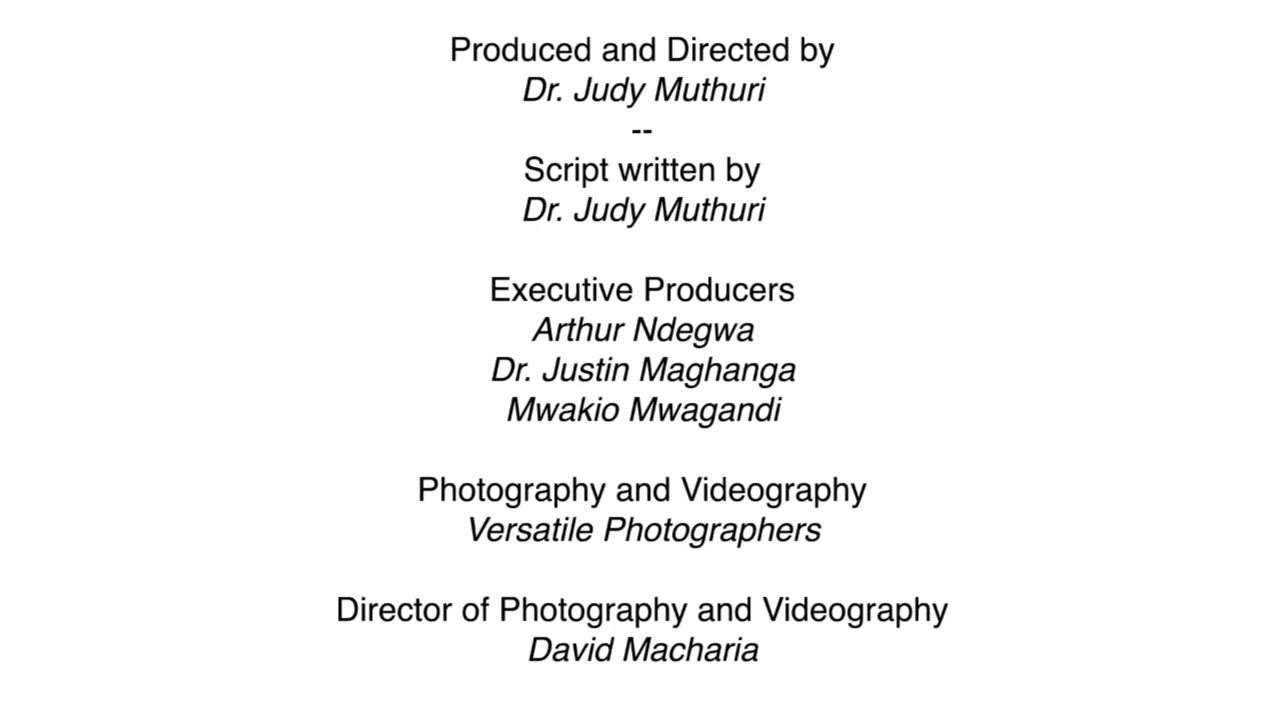 Produced and Directed by
Dr. Judy Muthuri
--
Script written by
Dr. Judy Muthuri
Executive Producers
Arthur Ndegwa
Dr. Justin Maghanga
Mwakio Mwagandi
Photography and Videography
Versatile Photographers
Director of Photography and Videography
David Macharia